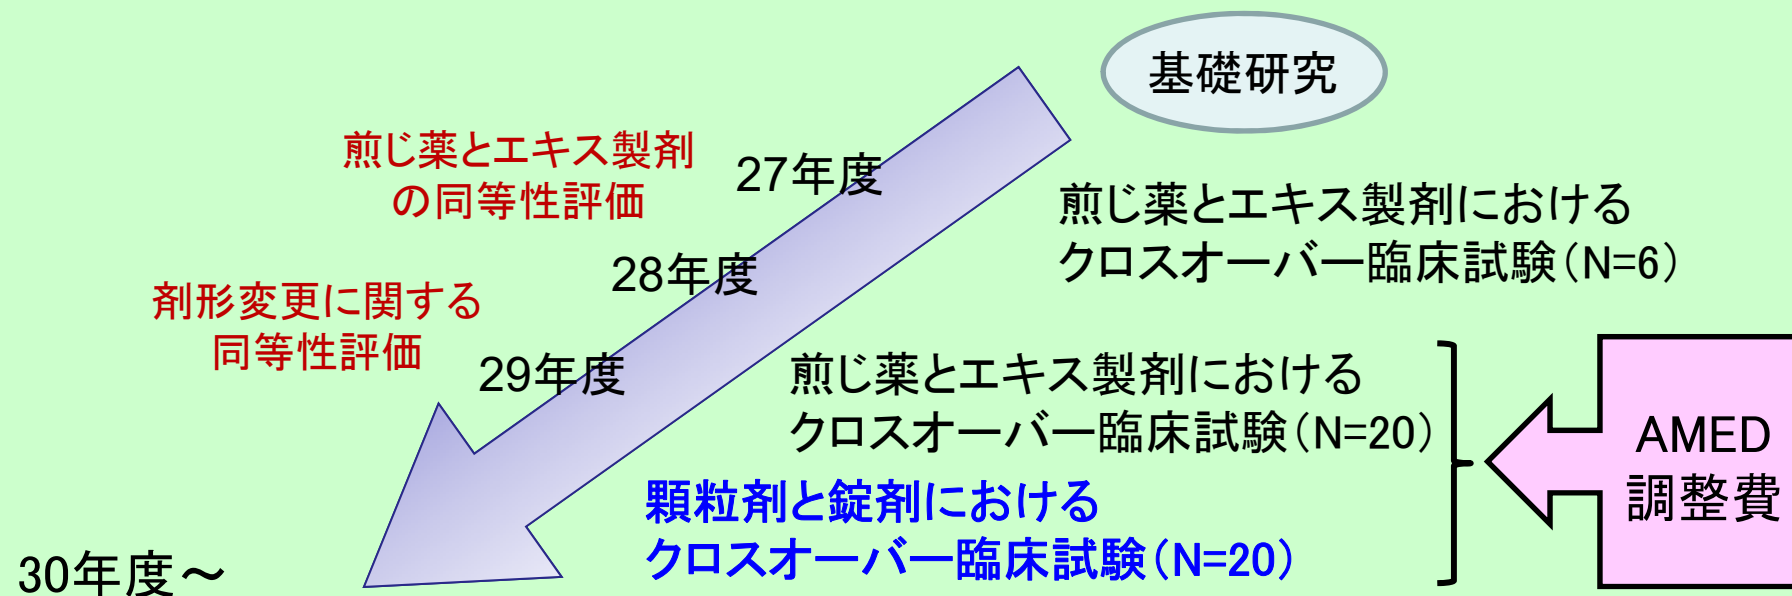 基礎研究
煎じ薬とエキス製剤
の同等性評価
27年度
煎じ薬とエキス製剤における
クロスオーバー臨床試験（N=6）
28年度
剤形変更に関する
同等性評価
29年度
煎じ薬とエキス製剤における
クロスオーバー臨床試験（N=20）
AMED
調整費
顆粒剤と錠剤における
クロスオーバー臨床試験（N=20）
30年度～